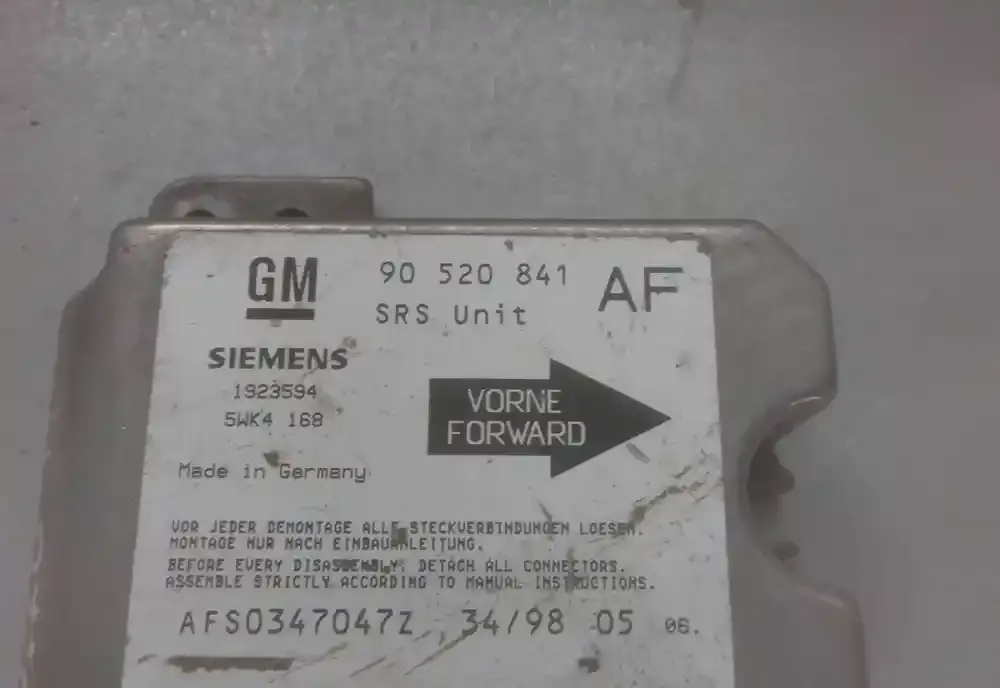 GM
90 520 841
AF
SRS Unit
SIEMENS
1923594
5WK4 168
VORNE
FORWARD
Made in Germany
VOR JEDER DEMONTAGE ALLE STECKVERBINDUNGEN LOESEN.
MONTAGE NUR NACH EINBAUANLEITUNG.
BEFORE EVERY DISASSEMBLY: DETACH ALL CONNECTORS.
ASSEMBLE STRICTLY ACCORDING TO MANUAL INSTRUCTIONS.
AFS0347047Z 34/98 05 06.